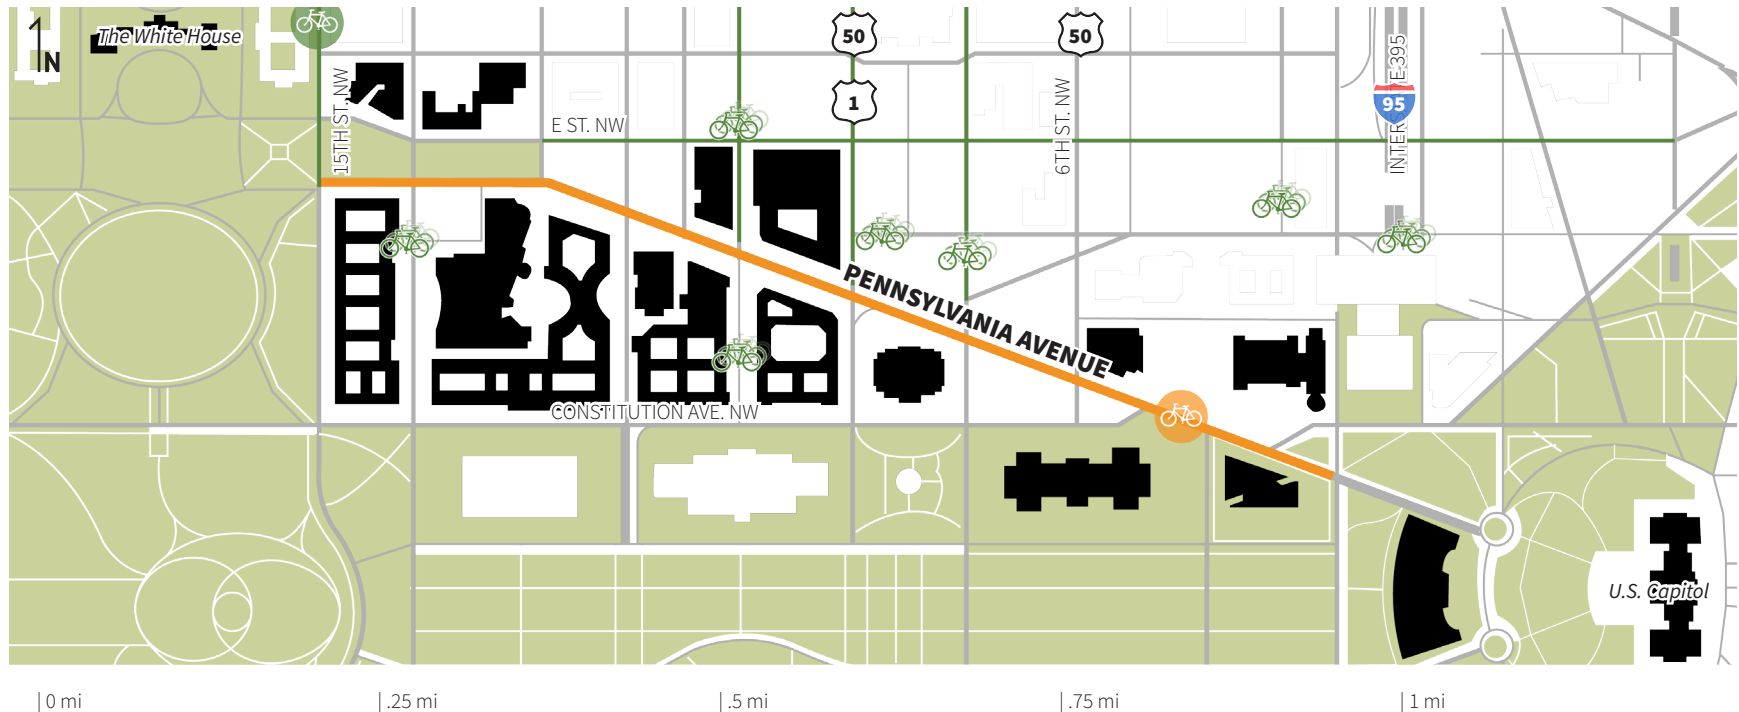 The White House
N
15TH ST. NW
E ST. NW
50
1
50
6TH ST. NW
INTERSTATE 395
95
PENNSYLVANIA AVENUE
CONSTITUTION AVE. NW
U.S. Capitol
0 mi
.25 mi
.5 mi
.75 mi
1 mi